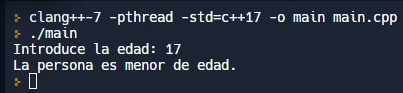 > clang++-7 -pthread -std=c++17 -o main main.cpp
> ./main
Introduce la edad: 17
La persona es menor de edad.
>